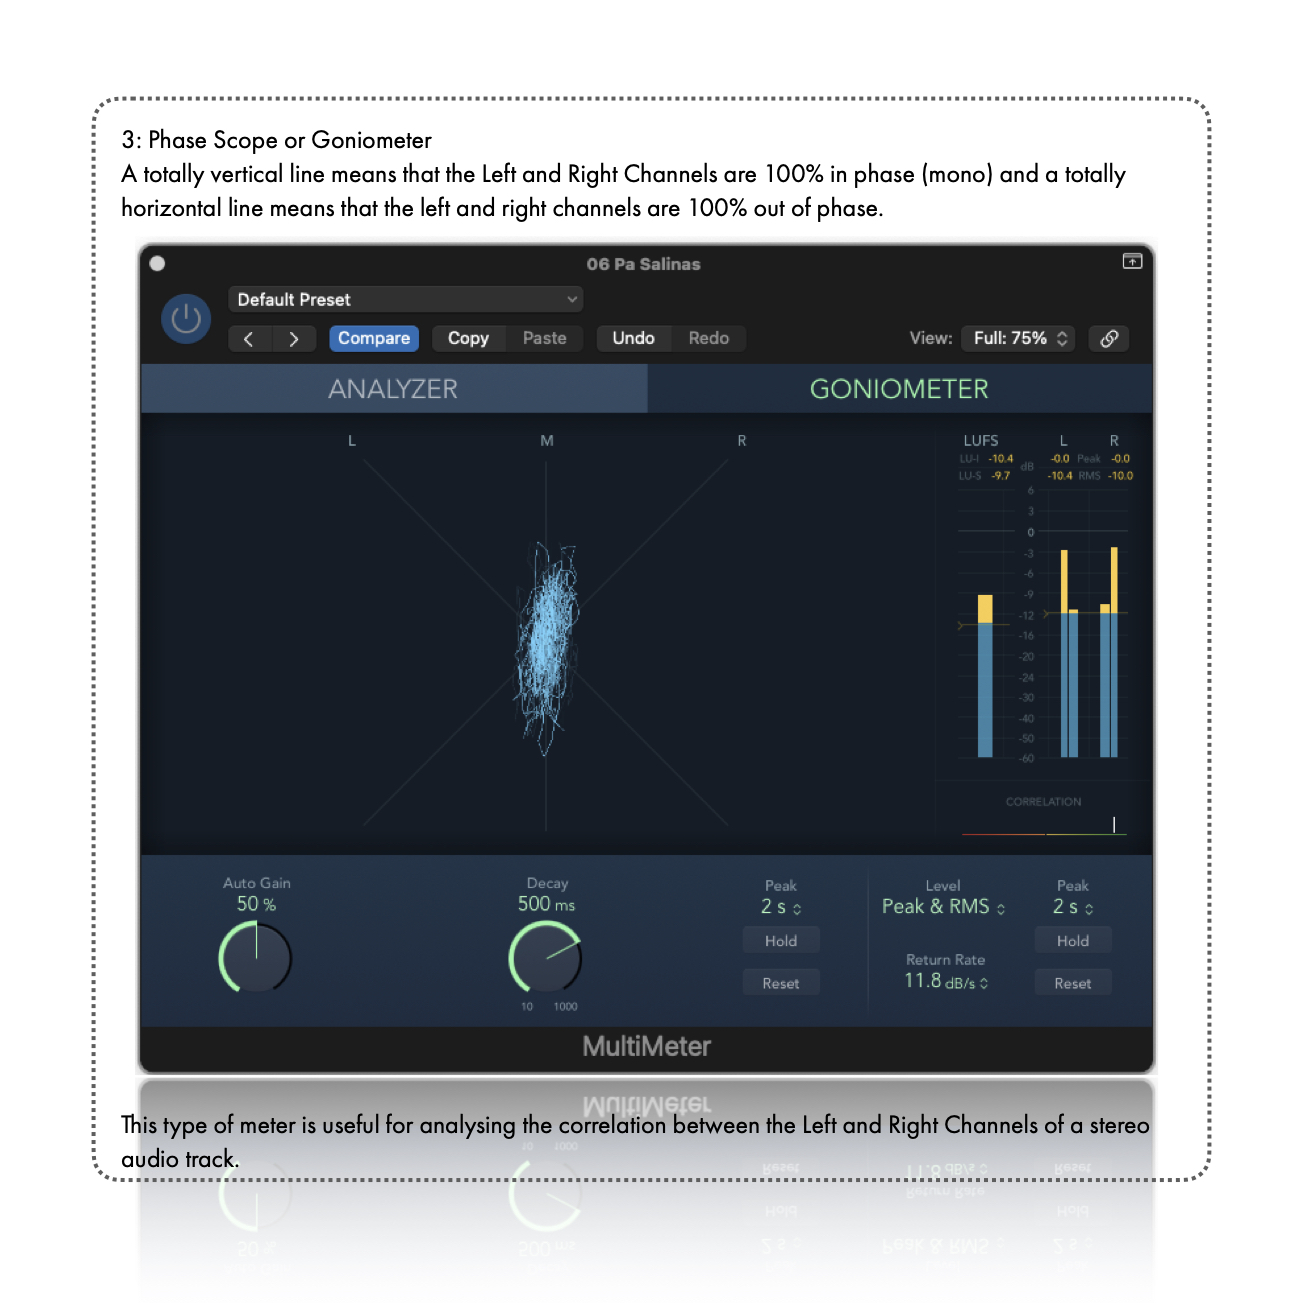 3: Phase Scope or Goniometer
A totally vertical line means that the Left and Right Channels are 100% in phase (mono) and a totally
horizontal line means that the left and right channels are 100% out of phase.
06 Pa Salinas
Default Preset
Compare Copy Paste Undo Redo View: Full: 75%
ANALYZER GONIOMETER
L M R LUFS L R
LU-I -10.4 dB -0.0 Peak -0.0
LU-S -9.7 -10.4 RMS -10.0
6
3
0
-3
-6
-9
-12
-16
-20
-24
-30
-40
-50
-60
CORRELATION
Auto Gain Decay Peak Level Peak
50 % 500 ms 2 s Peak & RMS 2 s
Hold Hold
Return Rate
Reset 11.8 dB/s Reset
10 1000
MultiMeter
This type of meter is useful for analysing the correlation between the Left and Right Channels of a stereo
audio track.